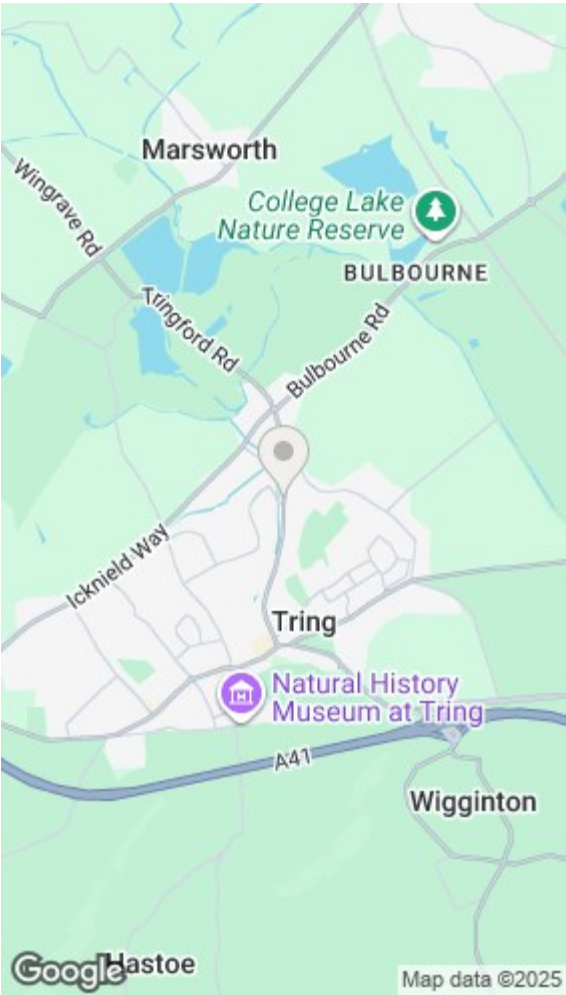 Marsworth
Wingrave Rd
College Lake
Nature Reserve
BULBOURNE
Tringford Rd
Bulbourne Rd
Icknield Way
Tring
Natural History
Museum at Tring
A41
Wigginton
Hastoe
Google
Map data ©2025